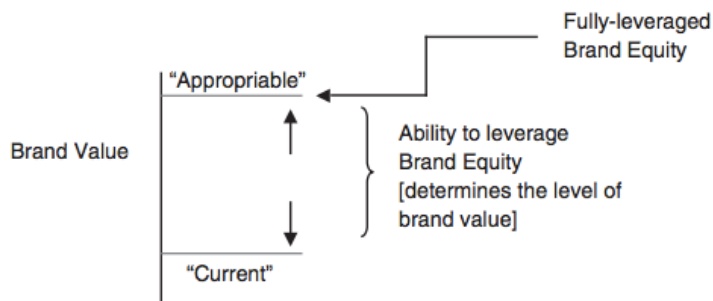 Fully-leveraged
Brand Equity
“Appropriable”
Brand Value
Ability to leverage
Brand Equity
[determines the level of
brand value]
“Current”